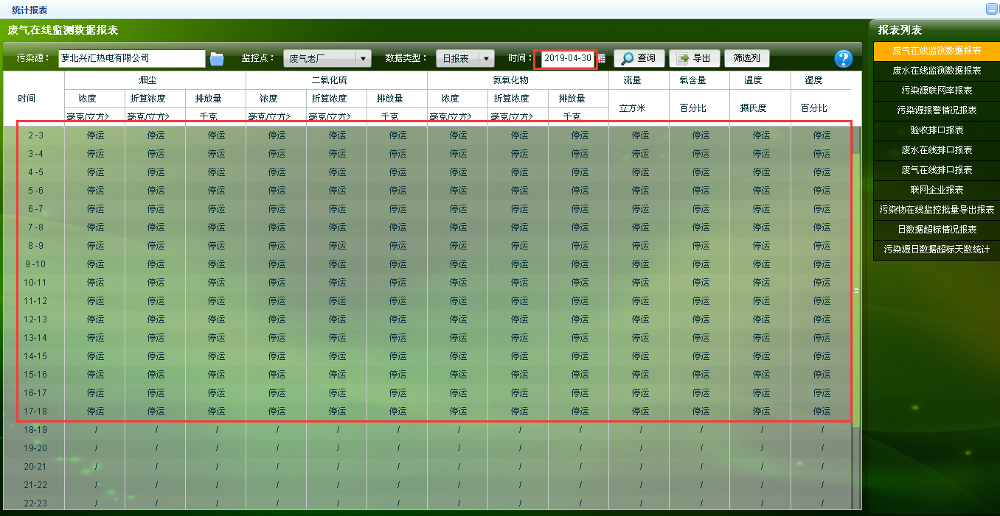 统计报表
废气在线监测数据报表
污染源： 萝北兴汇热电有限公司 监控点： 废气老厂 数据类型： 日报表 时间： 2019-04-30 查询 导出 筛选列
时间 烟尘 二氧化硫 氮氧化物 流量 氧含量 温度 湿度
浓度 折算浓度 排放量 浓度 折算浓度 排放量 浓度 折算浓度 排放量 立方米 百分比 摄氏度 百分比
毫克/立方 毫克/立方 千克 毫克/立方 毫克/立方 千克 毫克/立方 毫克/立方 千克
2-3 停运 停运 停运 停运 停运 停运 停运 停运 停运 停运 停运 停运 停运
3-4 停运 停运 停运 停运 停运 停运 停运 停运 停运 停运 停运 停运 停运
4-5 停运 停运 停运 停运 停运 停运 停运 停运 停运 停运 停运 停运 停运
5-6 停运 停运 停运 停运 停运 停运 停运 停运 停运 停运 停运 停运 停运
6-7 停运 停运 停运 停运 停运 停运 停运 停运 停运 停运 停运 停运 停运
7-8 停运 停运 停运 停运 停运 停运 停运 停运 停运 停运 停运 停运 停运
8-9 停运 停运 停运 停运 停运 停运 停运 停运 停运 停运 停运 停运 停运
9-10 停运 停运 停运 停运 停运 停运 停运 停运 停运 停运 停运 停运 停运
10-11 停运 停运 停运 停运 停运 停运 停运 停运 停运 停运 停运 停运 停运
11-12 停运 停运 停运 停运 停运 停运 停运 停运 停运 停运 停运 停运 停运
12-13 停运 停运 停运 停运 停运 停运 停运 停运 停运 停运 停运 停运 停运
13-14 停运 停运 停运 停运 停运 停运 停运 停运 停运 停运 停运 停运 停运
14-15 停运 停运 停运 停运 停运 停运 停运 停运 停运 停运 停运 停运 停运
15-16 停运 停运 停运 停运 停运 停运 停运 停运 停运 停运 停运 停运 停运
16-17 停运 停运 停运 停运 停运 停运 停运 停运 停运 停运 停运 停运 停运
17-18 停运 停运 停运 停运 停运 停运 停运 停运 停运 停运 停运 停运 停运
18-19 / / / / / / / / / / / / /
19-20 / / / / / / / / / / / / /
20-21 / / / / / / / / / / / / /
21-22 / / / / / / / / / / / / /
22-23 / / / / / / / / / / / / /
报表列表
废气在线监测数据报表
废水在线监测数据报表
污染源联网率报表
污染源报警情况报表
验收排口报表
废水在线排口报表
废气在线排口报表
联网企业报表
污染物在线监控批量导出报表
日数据超标情况报表
污染源日数据超标天数统计